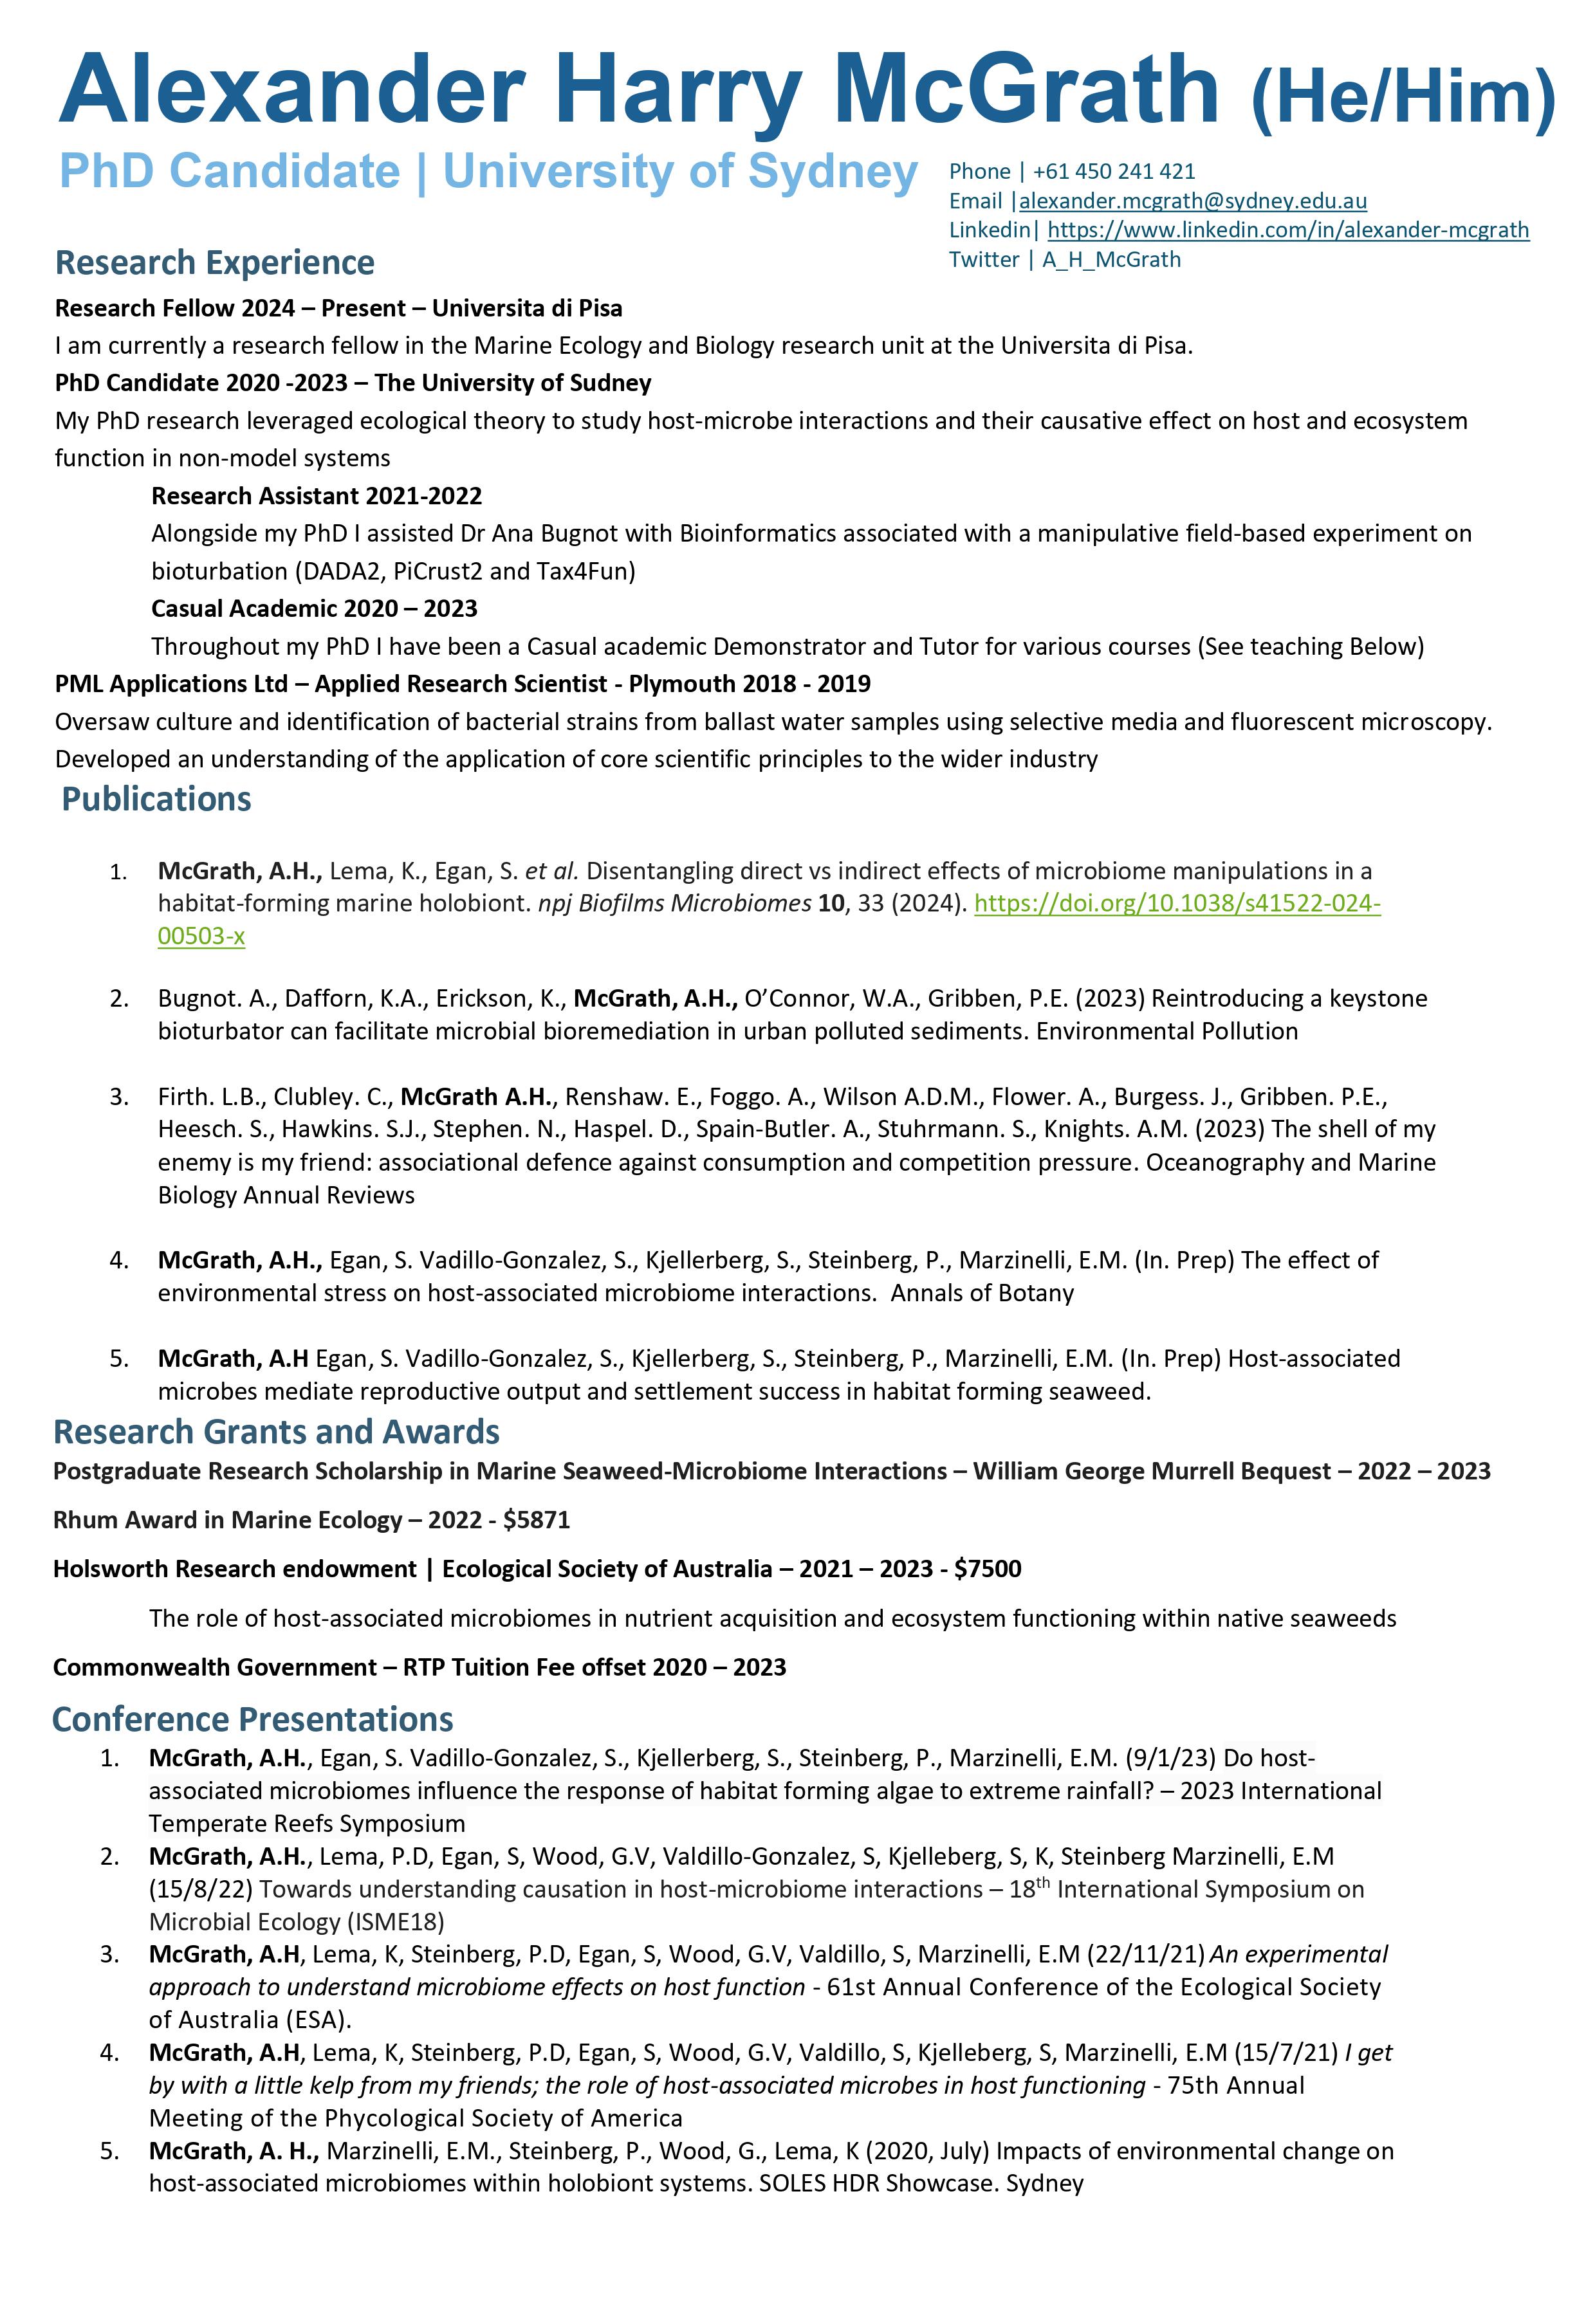 Alexander Harry McGrath (He/Him)
PhD Candidate | University of Sydney
Phone | +61 450 241 421
Email |alexander.mcgrath@sydney.edu.au
Linkedin| https://www.linkedin.com/in/alexander-mcgrath
Twitter | A_H_McGrath
Research Experience
Research Fellow 2024 – Present – Universita di Pisa
I am currently a research fellow in the Marine Ecology and Biology research unit at the Universita di Pisa.
PhD Candidate 2020 -2023 – The University of Sudney
My PhD research leveraged ecological theory to study host-microbe interactions and their causative effect on host and ecosystem
function in non-model systems
Research Assistant 2021-2022
Alongside my PhD I assisted Dr Ana Bugnot with Bioinformatics associated with a manipulative field-based experiment on
bioturbation (DADA2, PiCrust2 and Tax4Fun)
Casual Academic 2020 – 2023
Throughout my PhD I have been a Casual academic Demonstrator and Tutor for various courses (See teaching Below)
PML Applications Ltd – Applied Research Scientist - Plymouth 2018 - 2019
Oversaw culture and identification of bacterial strains from ballast water samples using selective media and fluorescent microscopy.
Developed an understanding of the application of core scientific principles to the wider industry
Publications
1. McGrath, A.H., Lema, K., Egan, S. et al. Disentangling direct vs indirect effects of microbiome manipulations in a
habitat-forming marine holobiont. npj Biofilms Microbiomes 10, 33 (2024). https://doi.org/10.1038/s41522-024-
00503-x
2. Bugnot. A., Dafforn, K.A., Erickson, K., McGrath, A.H., O’Connor, W.A., Gribben, P.E. (2023) Reintroducing a keystone
bioturbator can facilitate microbial bioremediation in urban polluted sediments. Environmental Pollution
3. Firth. L.B., Clubley. C., McGrath A.H., Renshaw. E., Foggo. A., Wilson A.D.M., Flower. A., Burgess. J., Gribben. P.E.,
Heesch. S., Hawkins. S.J., Stephen. N., Haspel. D., Spain-Butler. A., Stuhrmann. S., Knights. A.M. (2023) The shell of my
enemy is my friend: associational defence against consumption and competition pressure. Oceanography and Marine
Biology Annual Reviews
4. McGrath, A.H., Egan, S. Vadillo-Gonzalez, S., Kjellerberg, S., Steinberg, P., Marzinelli, E.M. (In. Prep) The effect of
environmental stress on host-associated microbiome interactions.  Annals of Botany
5. McGrath, A.H Egan, S. Vadillo-Gonzalez, S., Kjellerberg, S., Steinberg, P., Marzinelli, E.M. (In. Prep) Host-associated
microbes mediate reproductive output and settlement success in habitat forming seaweed.
Research Grants and Awards
Postgraduate Research Scholarship in Marine Seaweed-Microbiome Interactions – William George Murrell Bequest – 2022 – 2023
Rhum Award in Marine Ecology – 2022 - $5871
Holsworth Research endowment | Ecological Society of Australia – 2021 – 2023 - $7500
The role of host-associated microbiomes in nutrient acquisition and ecosystem functioning within native seaweeds
Commonwealth Government – RTP Tuition Fee offset 2020 – 2023
Conference Presentations
1. McGrath, A.H., Egan, S. Vadillo-Gonzalez, S., Kjellerberg, S., Steinberg, P., Marzinelli, E.M. (9/1/23) Do host-
associated microbiomes influence the response of habitat forming algae to extreme rainfall? – 2023 International
Temperate Reefs Symposium
2. McGrath, A.H., Lema, P.D, Egan, S, Wood, G.V, Valdillo-Gonzalez, S, Kjelleberg, S, K, Steinberg Marzinelli, E.M
(15/8/22) Towards understanding causation in host-microbiome interactions – 18th International Symposium on
Microbial Ecology (ISME18)
3. McGrath, A.H, Lema, K, Steinberg, P.D, Egan, S, Wood, G.V, Valdillo, S, Marzinelli, E.M (22/11/21) An experimental
approach to understand microbiome effects on host function - 61st Annual Conference of the Ecological Society
of Australia (ESA).
4. McGrath, A.H, Lema, K, Steinberg, P.D, Egan, S, Wood, G.V, Valdillo, S, Kjelleberg, S, Marzinelli, E.M (15/7/21) I get
by with a little kelp from my friends; the role of host-associated microbes in host functioning - 75th Annual
Meeting of the Phycological Society of America
5. McGrath, A. H., Marzinelli, E.M., Steinberg, P., Wood, G., Lema, K (2020, July) Impacts of environmental change on
host-associated microbiomes within holobiont systems. SOLES HDR Showcase. Sydney